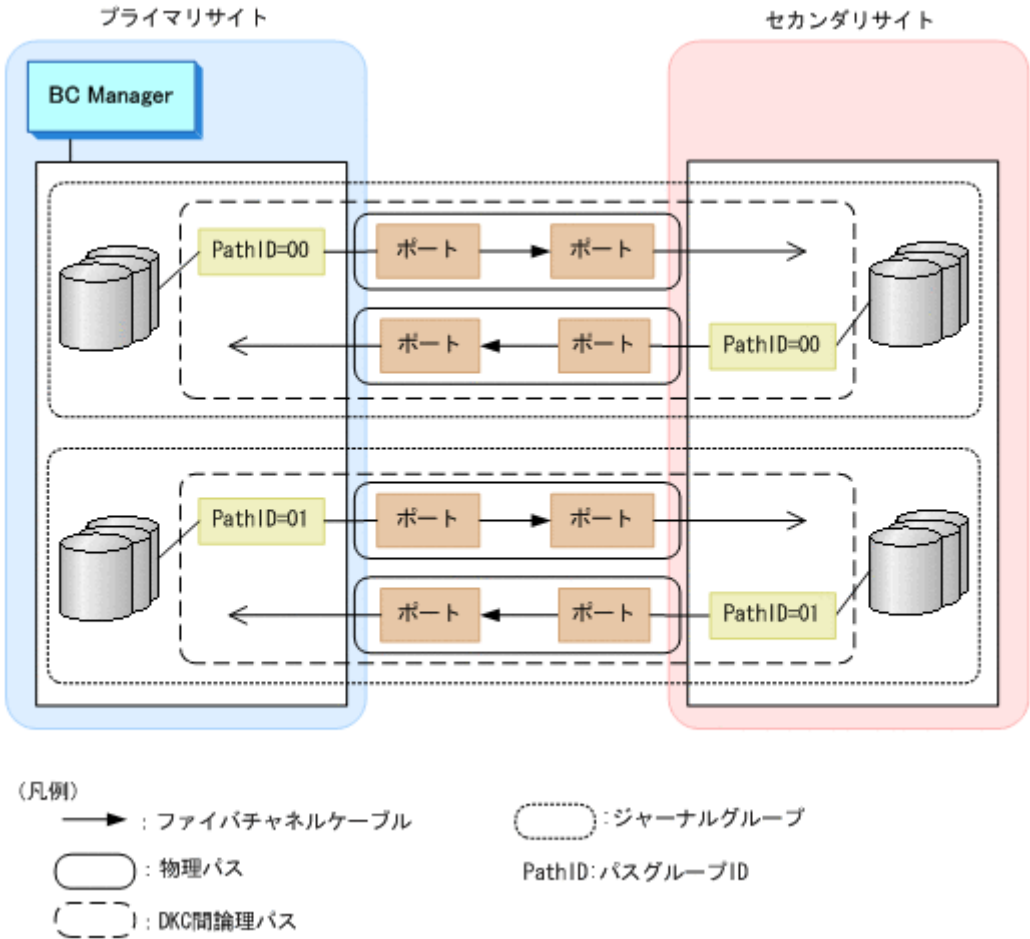 プライマリサイト
セカンダリサイト
BC Manager
PathID=00
ポート
ポート
ポート
ポート
PathID=00
PathID=01
ポート
ポート
ポート
ポート
PathID=01
(凡例)
：ファイバチャネルケーブル
：ジャーナルグループ
：物理パス
PathID：パスグループID
：DKC間論理パス